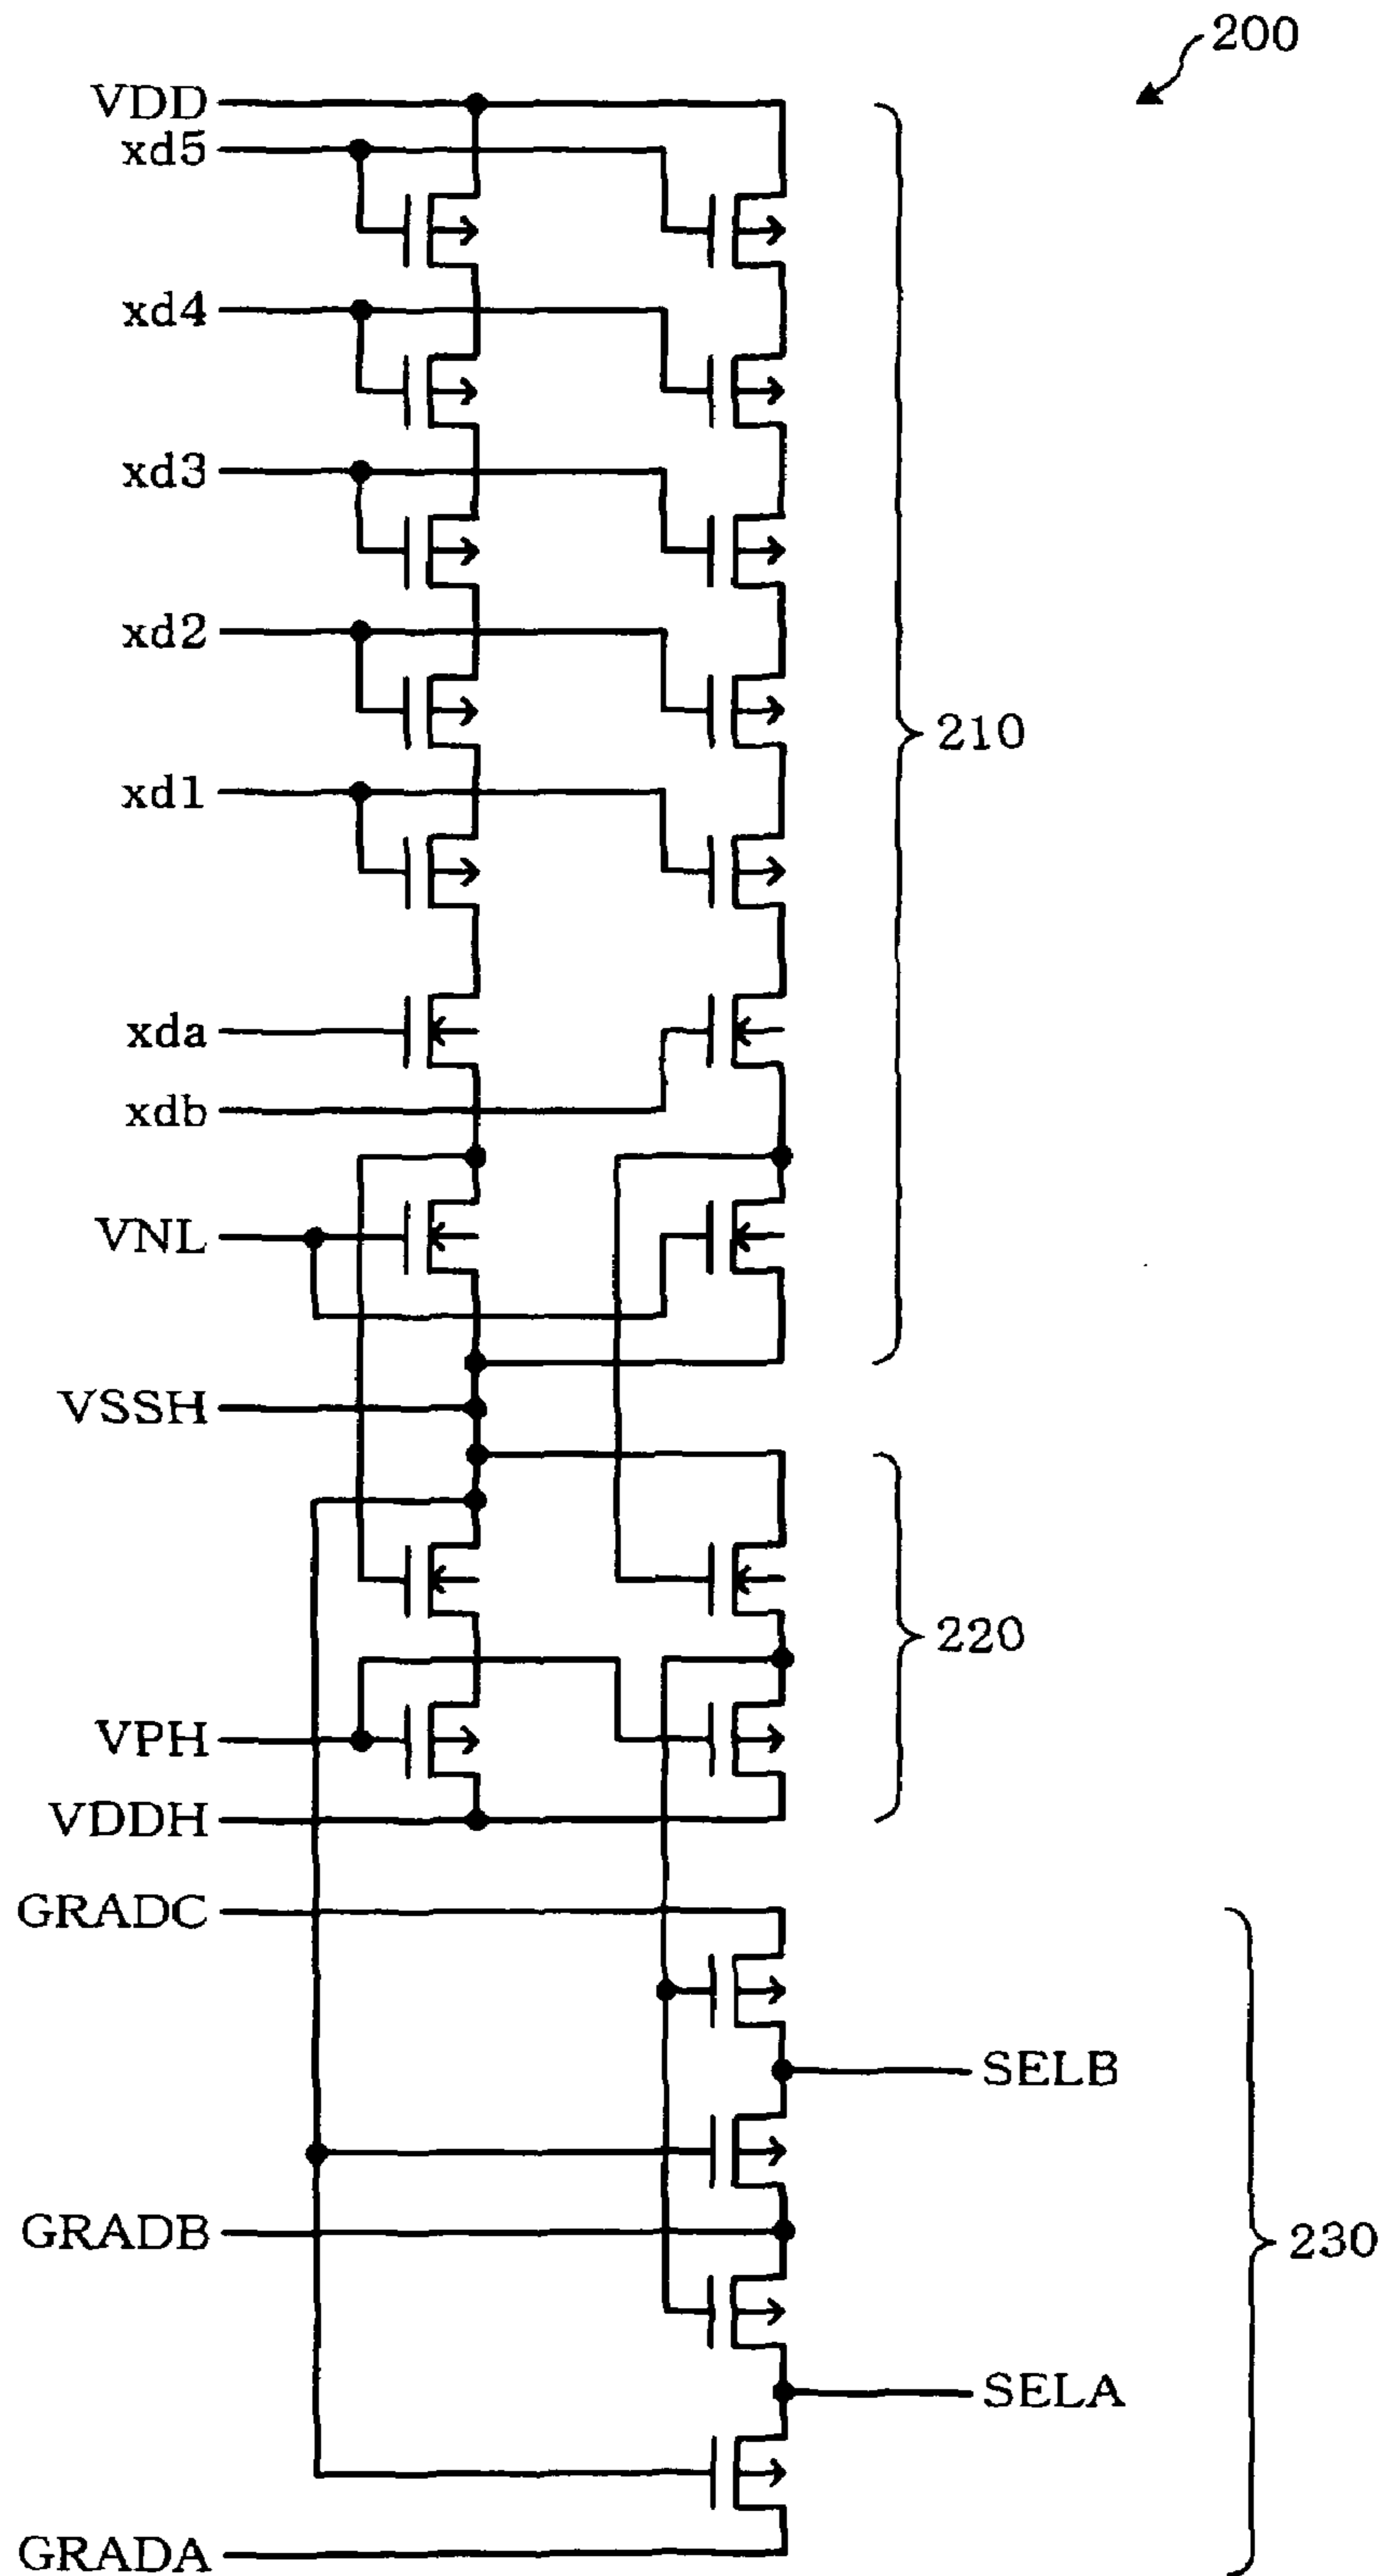 200
VDD
xd5
xd4
xd3
xd2
210
xd1
xda
xdb
VNL
VSSH
220
VPH
VDDH
GRADC
SELB
GRADB
230
SELA
GRADA